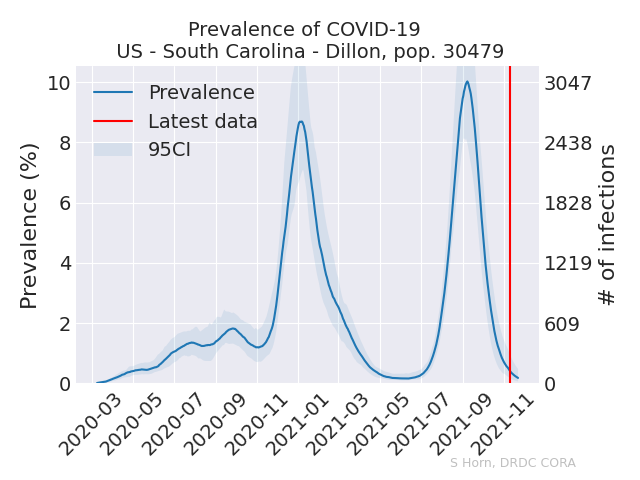 Prevalence of COVID-19
US - South Carolina - Dillon, pop. 30479
Prevalence
Latest data
95CI
Prevalence (%)
10
8
6
4
2
0
3047
2438
1828
1219
609
0
# of infections
2020-03
2020-05
2020-07
2020-09
2020-11
2021-01
2021-03
2021-05
2021-07
2021-09
2021-11
S Horn, DRDC CORA